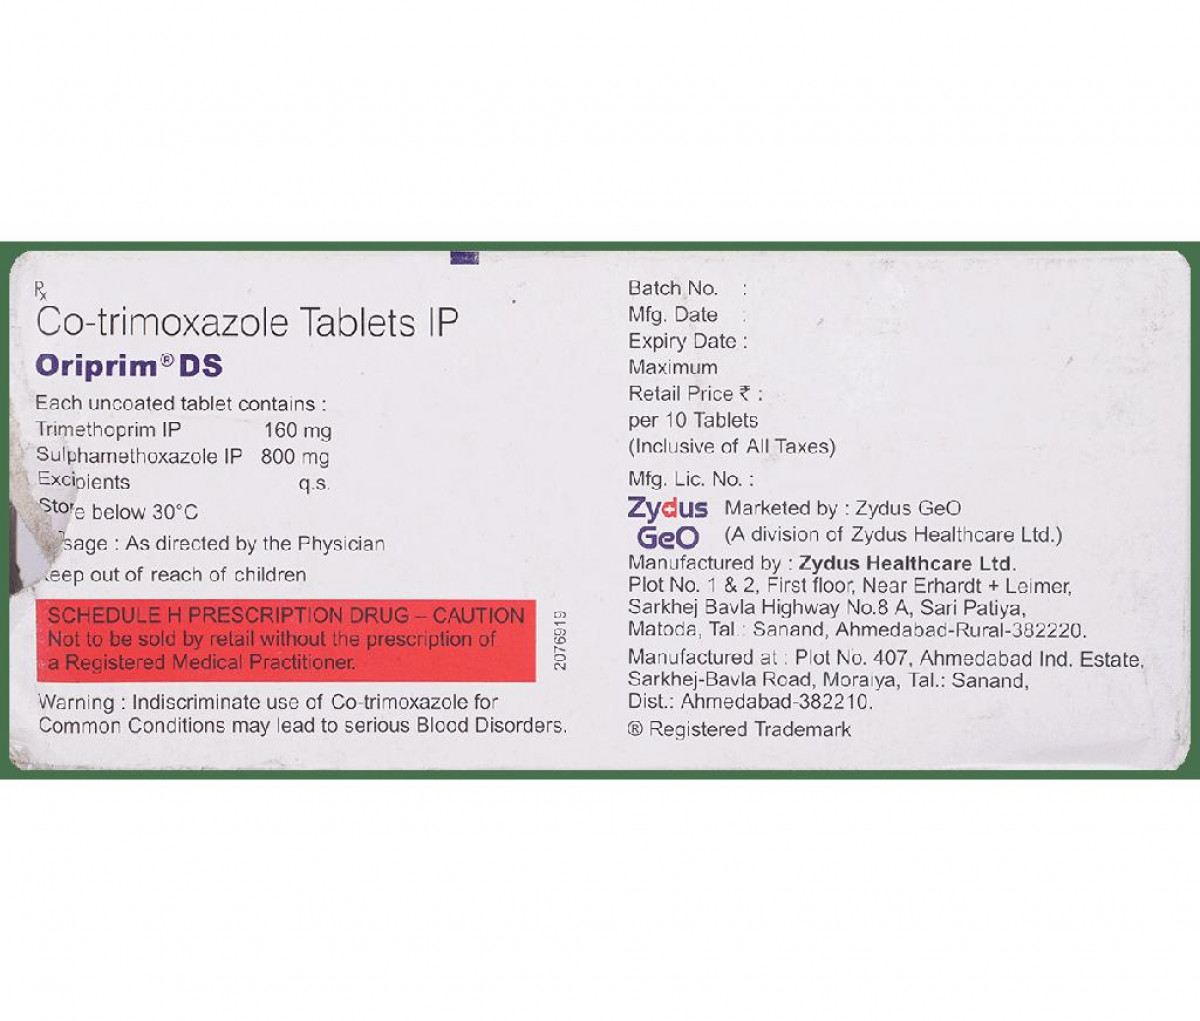 Rx
Co-trimoxazole Tablets IP
Oriprim® DS
Each uncoated tablet contains :
Trimethoprim IP 160 mg
Sulphamethoxazole IP 800 mg
Excipients q.s.
Store below 30°C
sage : As directed by the Physician
eep out of reach of children
SCHEDULE H PRESCRIPTION DRUG – CAUTION
Not to be sold by retail without the prescription of
a Registered Medical Practitioner.
2076919
Warning : Indiscriminate use of Co-trimoxazole for
Common Conditions may lead to serious Blood Disorders.
Batch No. :
Mfg. Date :
Expiry Date :
Maximum
Retail Price ₹ :
per 10 Tablets
(Inclusive of All Taxes)
Mfg. Lic. No. :
Zydus
GeO
Marketed by : Zydus GeO
(A division of Zydus Healthcare Ltd.)
Manufactured by : Zydus Healthcare Ltd.
Plot No. 1 & 2, First floor, Near Erhardt + Leimer,
Sarkhej Bavla Highway No.8 A, Sari Patiya,
Matoda, Tal.: Sanand, Ahmedabad-Rural-382220.
Manufactured at : Plot No. 407, Ahmedabad Ind. Estate,
Sarkhej-Bavla Road, Moraiya, Tal.: Sanand,
Dist.: Ahmedabad-382210.
® Registered Trademark